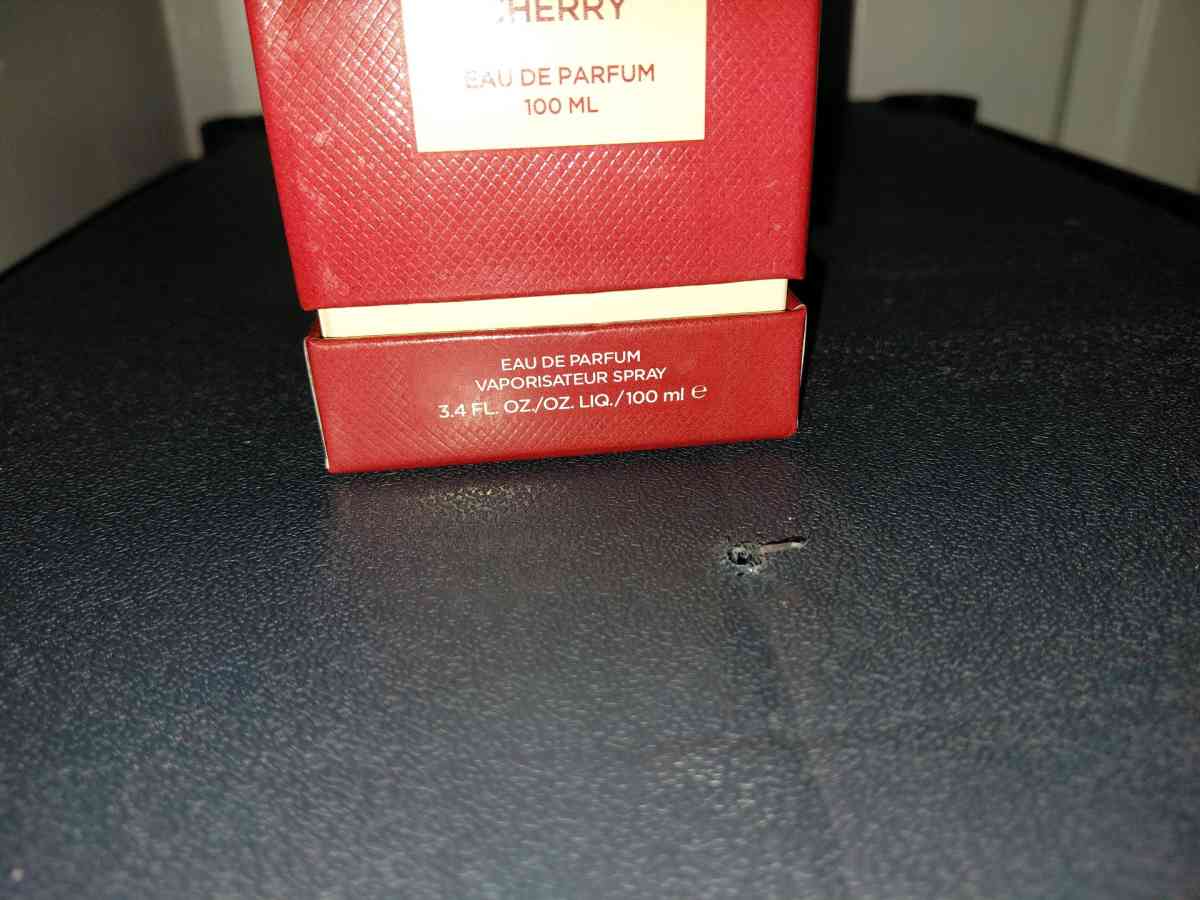 CHERRY
EAU DE PARFUM
100 ML
EAU DE PARFUM
VAPORISATEUR SPRAY
3.4 FL. OZ./OZ. LIQ./100 ml ℮